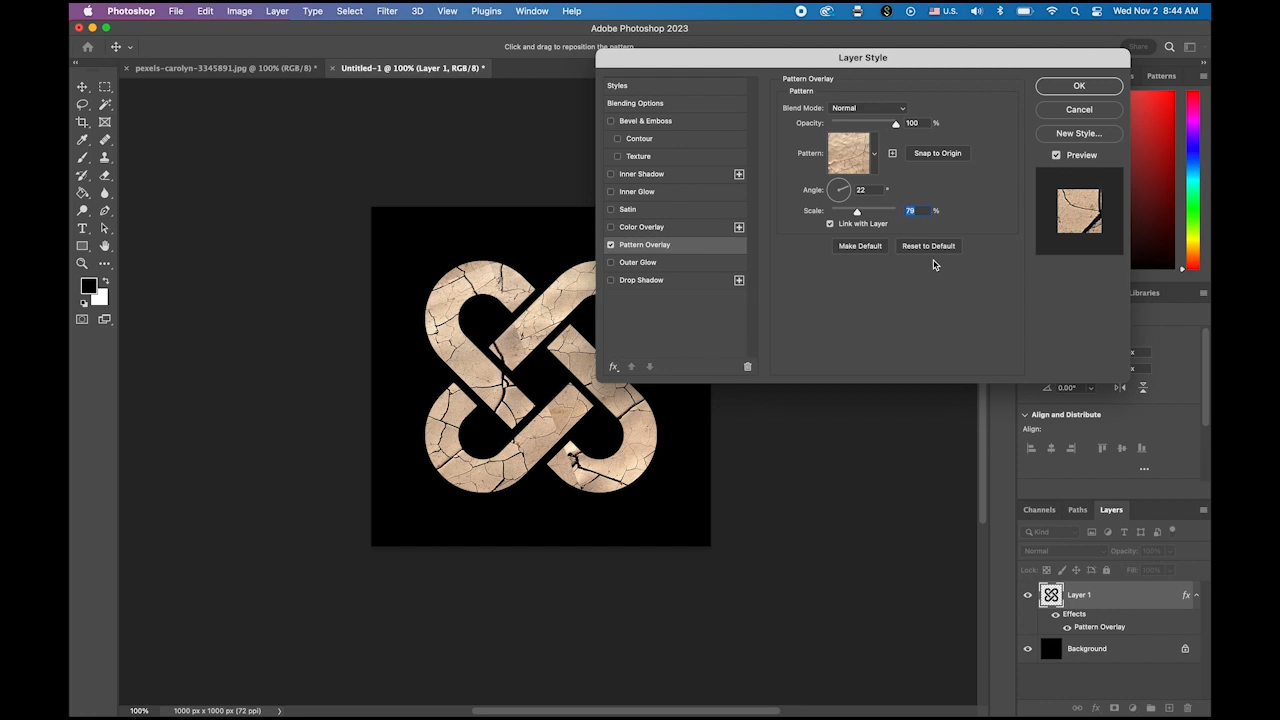 Photoshop File Edit Image Layer Type Select Filter 3D View Plugins Window Help U.S. Wed Nov 2 8:44 AM
Adobe Photoshop 2023
Click and drag to reposition the pattern Share
pexels-carolyn-3345891.jpg @ 100% (RGB/8) * Untitled-1 @ 100% (Layer 1, RGB/8) *
Layer Style
Patterns
Styles
Blending Options
Bevel & Emboss
Contour
Texture
Inner Shadow
Inner Glow
Satin
Color Overlay
Pattern Overlay
Outer Glow
Drop Shadow
fx
Pattern Overlay
Pattern
Blend Mode: Normal
Opacity: 100 %
Pattern: Snap to Origin
Angle: 22 °
Scale: 79 %
Link with Layer
Make Default Reset to Default
OK
Cancel
New Style...
Preview
Libraries
0.00°
Align and Distribute
Align:
Channels Paths Layers
Kind
Normal Opacity: 100%
Lock: Fill: 100%
Layer 1 fx
Effects
Pattern Overlay
Background
fx
100% 1000 px x 1000 px (72 ppi)